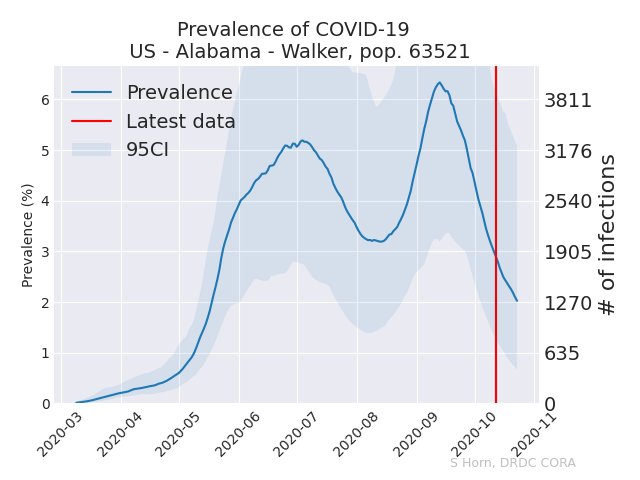 Prevalence of COVID-19
US - Alabama - Walker, pop. 63521
Prevalence
Latest data
95CI
Prevalence (%)
6
5
4
3
2
1
0
3811
3176
2540
1905
1270
635
0
# of infections
2020-03
2020-04
2020-05
2020-06
2020-07
2020-08
2020-09
2020-10
2020-11
S Horn, DRDC CORA